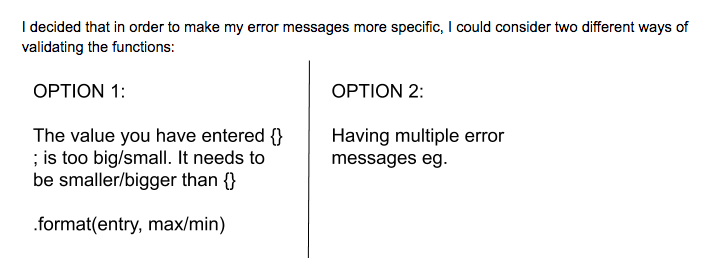 I decided that in order to make my error messages more specific, I could consider two different ways of
validating the functions:
OPTION 1:
The value you have entered {}
; is too big/small. It needs to
be smaller/bigger than {}
.format(entry, max/min)
OPTION 2:
Having multiple error
messages eg.